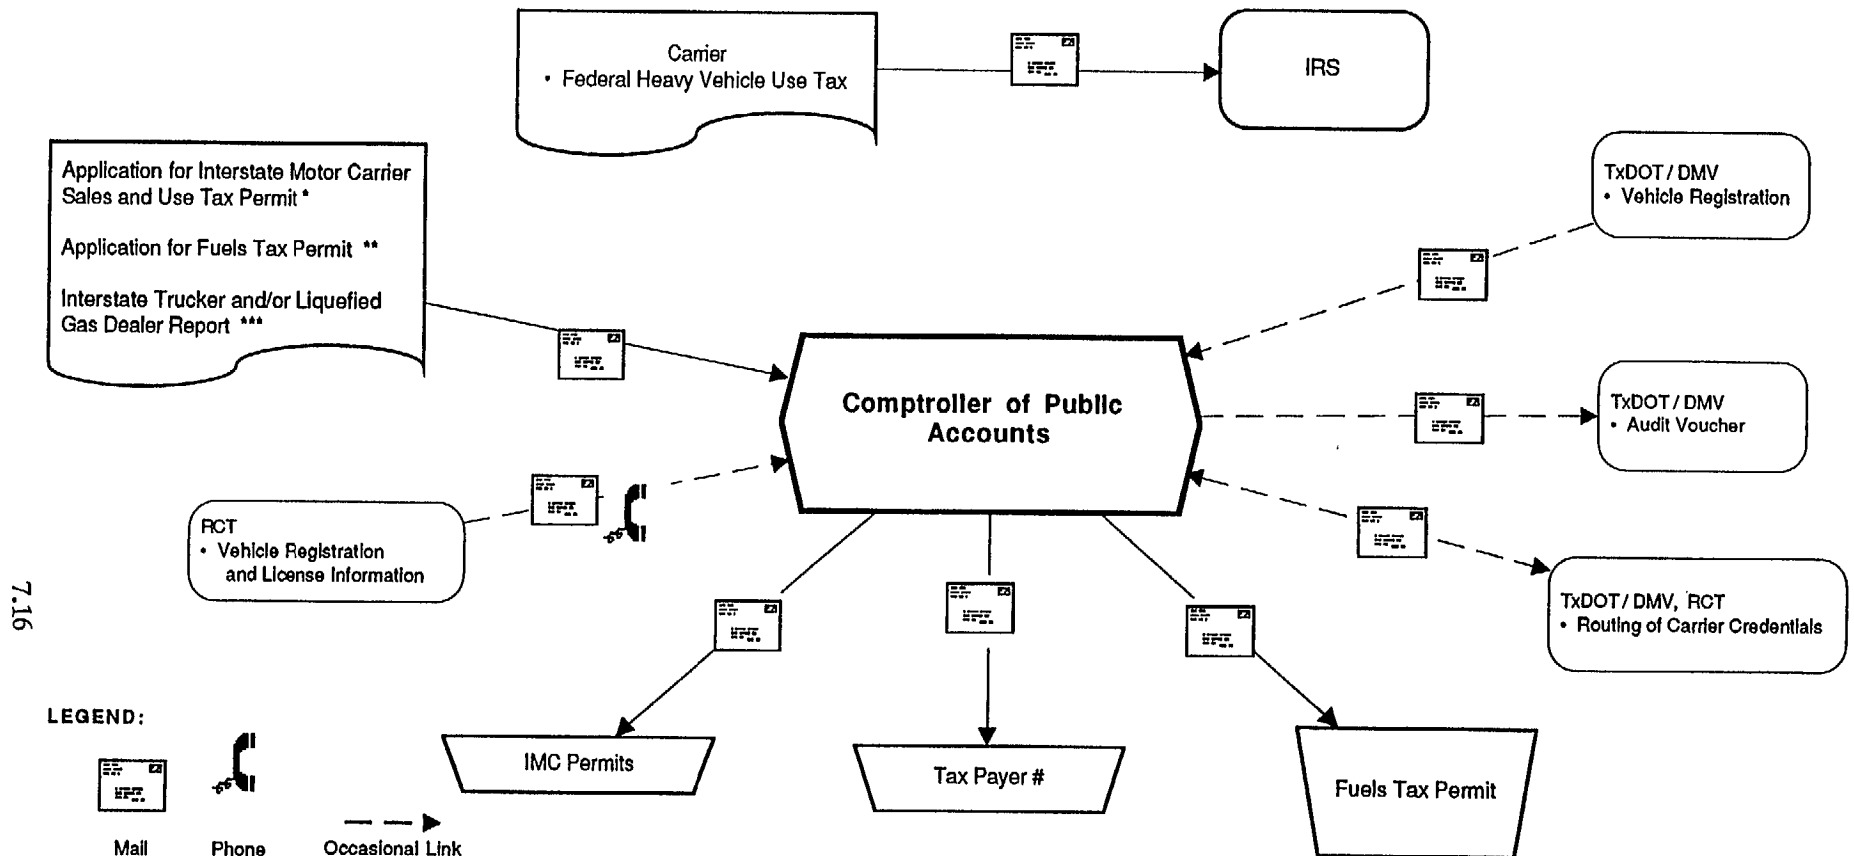 Carrier
• Federal Heavy Vehicle Use Tax
IRS
Application for Interstate Motor Carrier
Sales and Use Tax Permit *
Application for Fuels Tax Permit **
Interstate Trucker and/or Liquefied
Gas Dealer Report ***
TxDOT / DMV
• Vehicle Registration
Comptroller of Public
Accounts
TxDOT / DMV
• Audit Voucher
RCT
• Vehicle Registration
and License Information
TxDOT / DMV, RCT
• Routing of Carrier Credentials
7.16
LEGEND:
IMC Permits
Tax Payer #
Fuels Tax Permit
Mail
Phone
Occasional Link